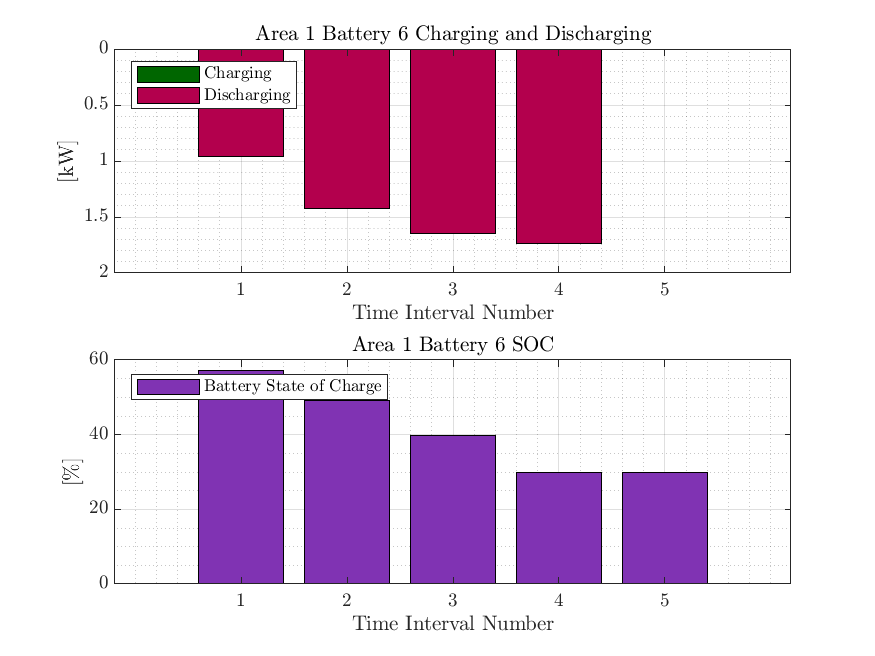 Area 1 Battery 6 Charging and Discharging
0
0.5
1
1.5
2
[kW]
Charging
Discharging
1 2 3 4 5
Time Interval Number
Area 1 Battery 6 SOC
60
40
20
0
[%]
Battery State of Charge
1 2 3 4 5
Time Interval Number